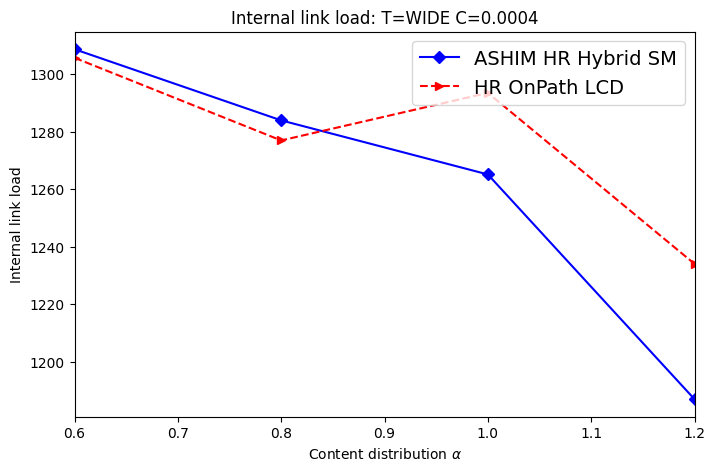 Internal link load: T=WIDE C=0.0004
ASHIM HR Hybrid SM
HR OnPath LCD
Internal link load
1300
1280
1260
1240
1220
1200
0.6 0.7 0.8 0.9 1.0 1.1 1.2
Content distribution α